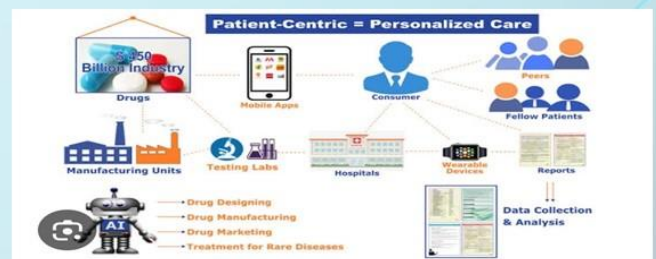 Patient-Centric = Personalized Care
$ 450
Billion Industry
Drugs
Mobile Apps
Consumer
Peers
Fellow Patients
Manufacturing Units
Testing Labs
Hospitals
Wearable
Devices
Reports
AI
Drug Designing
Drug Manufacturing
Drug Marketing
Treatment for Rare Diseases
Data Collection
& Analysis